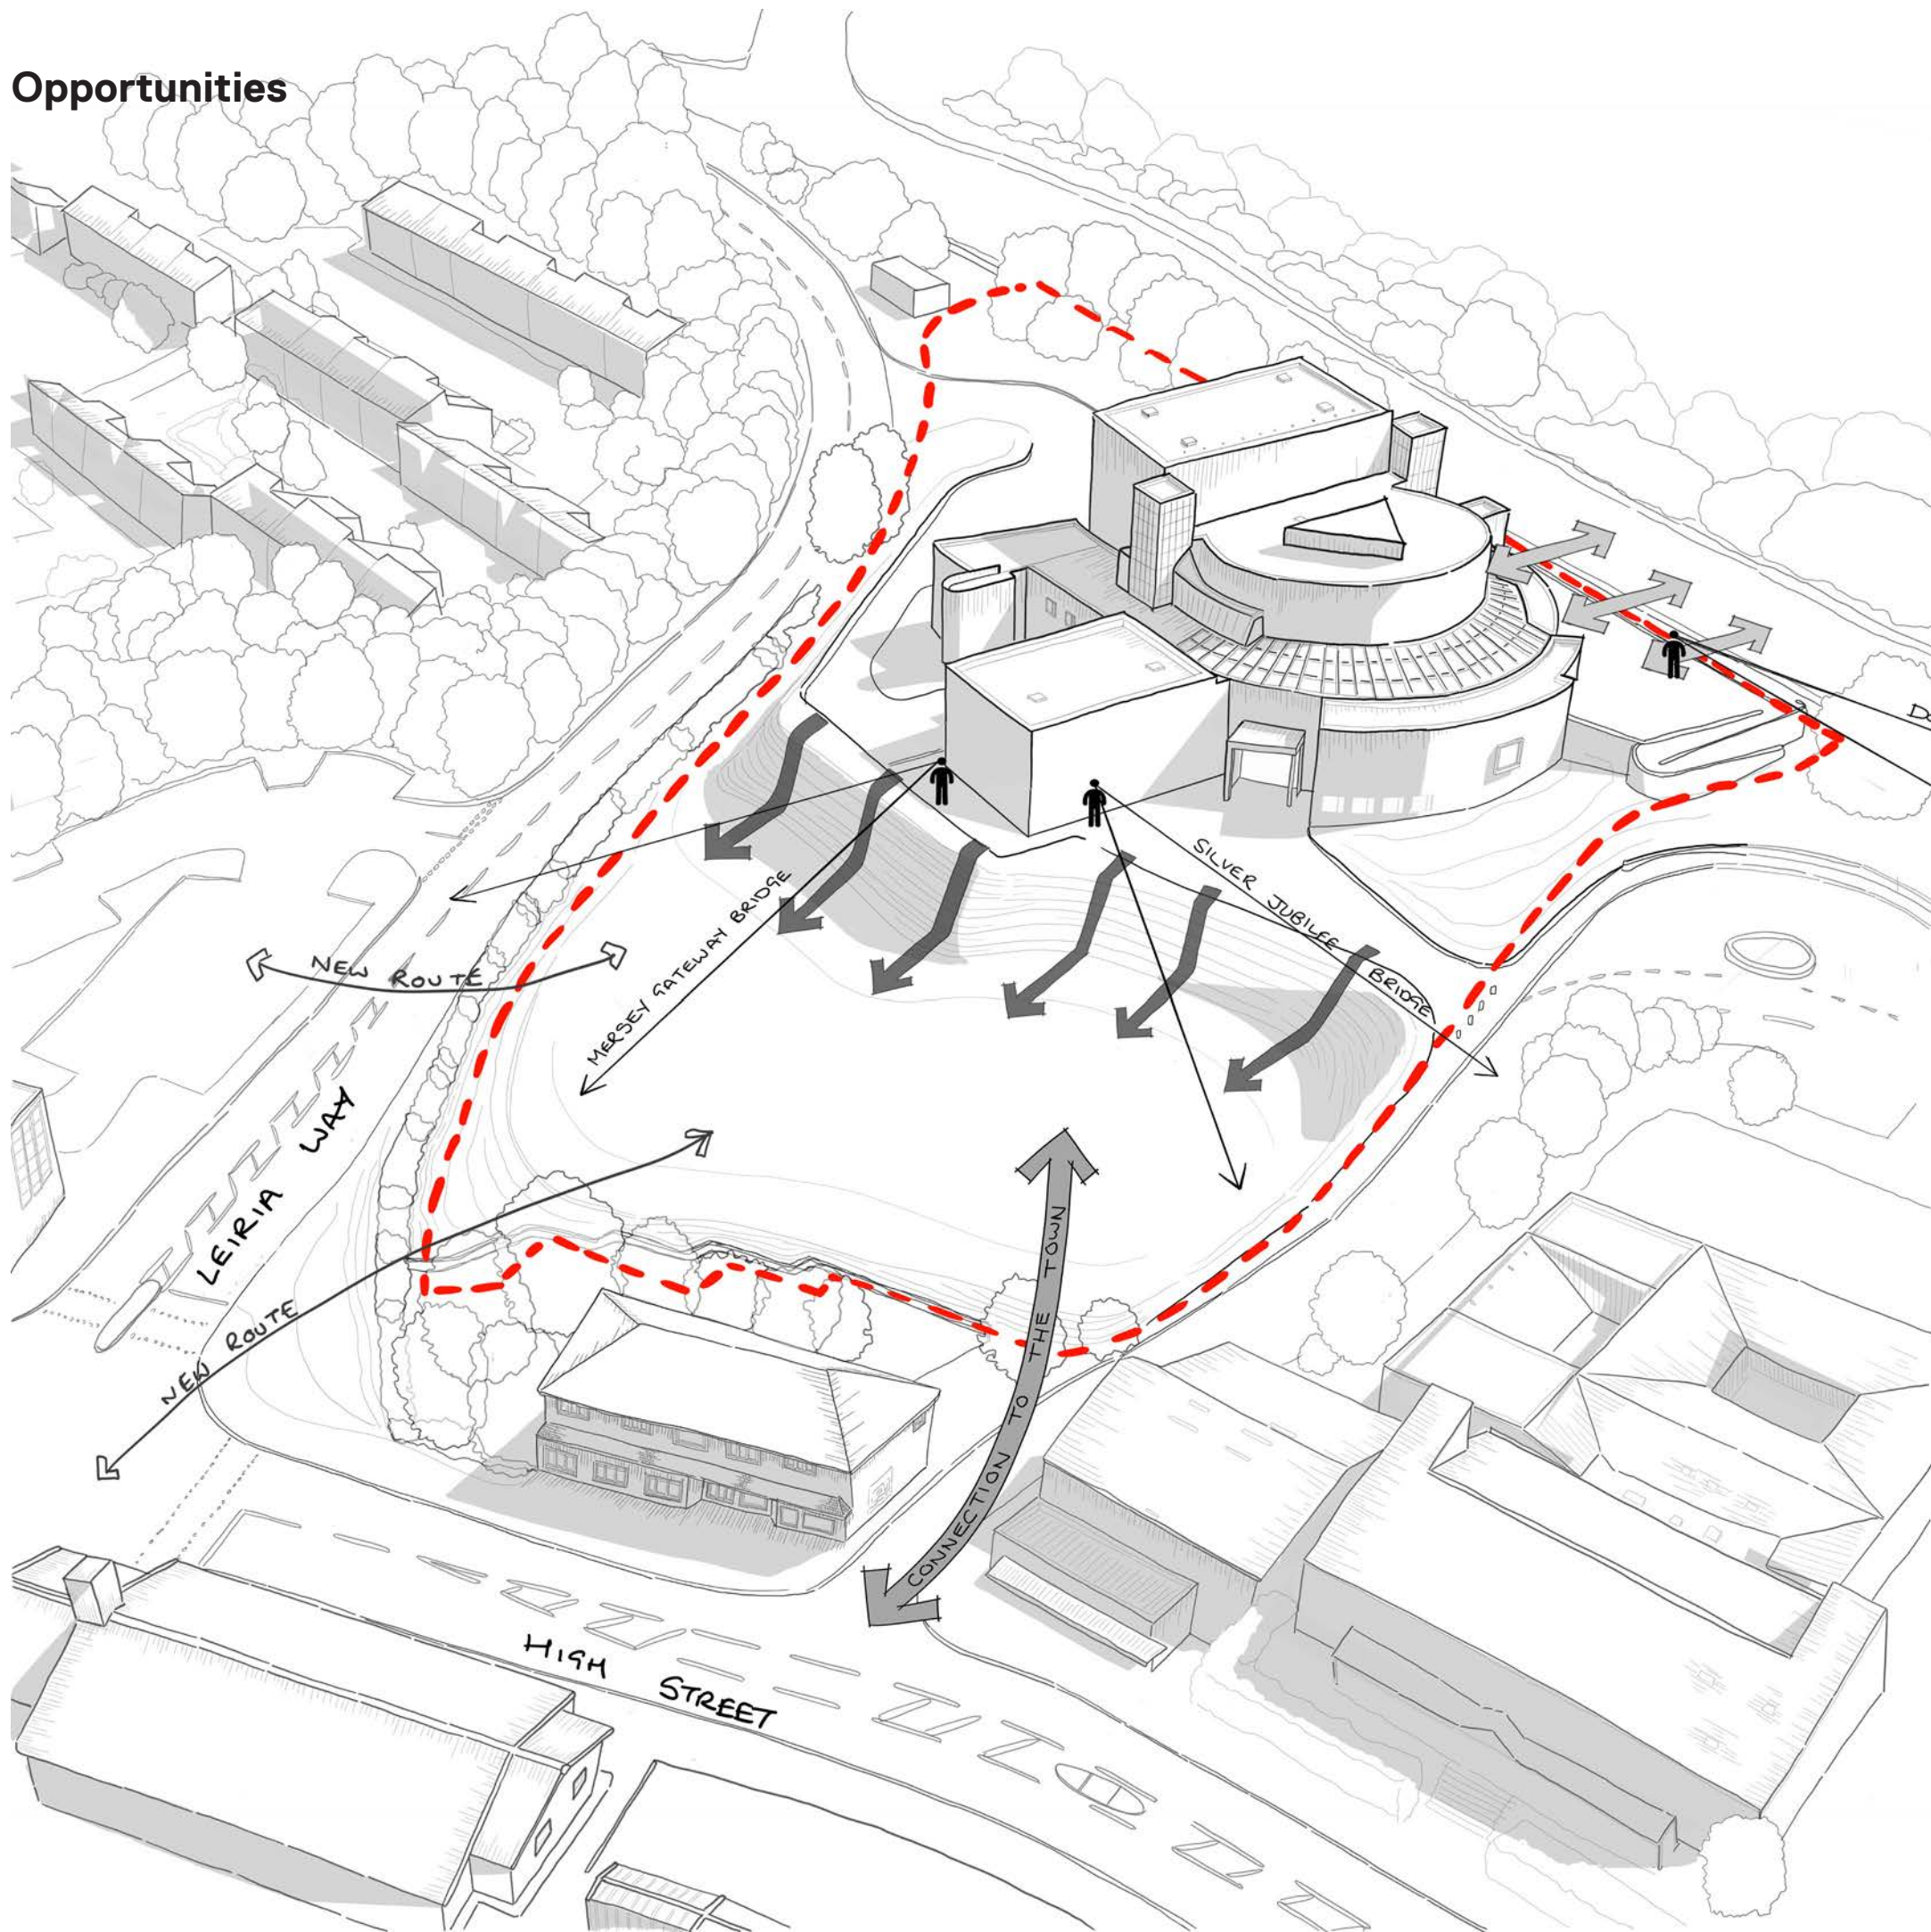 Opportunities
SILVER JUBILEE BRIDGE
MERSEY GATEWAY BRIDGE
NEW ROUTE
LEIRIA WAY
CONNECTION TO THE TOWN
NEW ROUTE
HIGH STREET